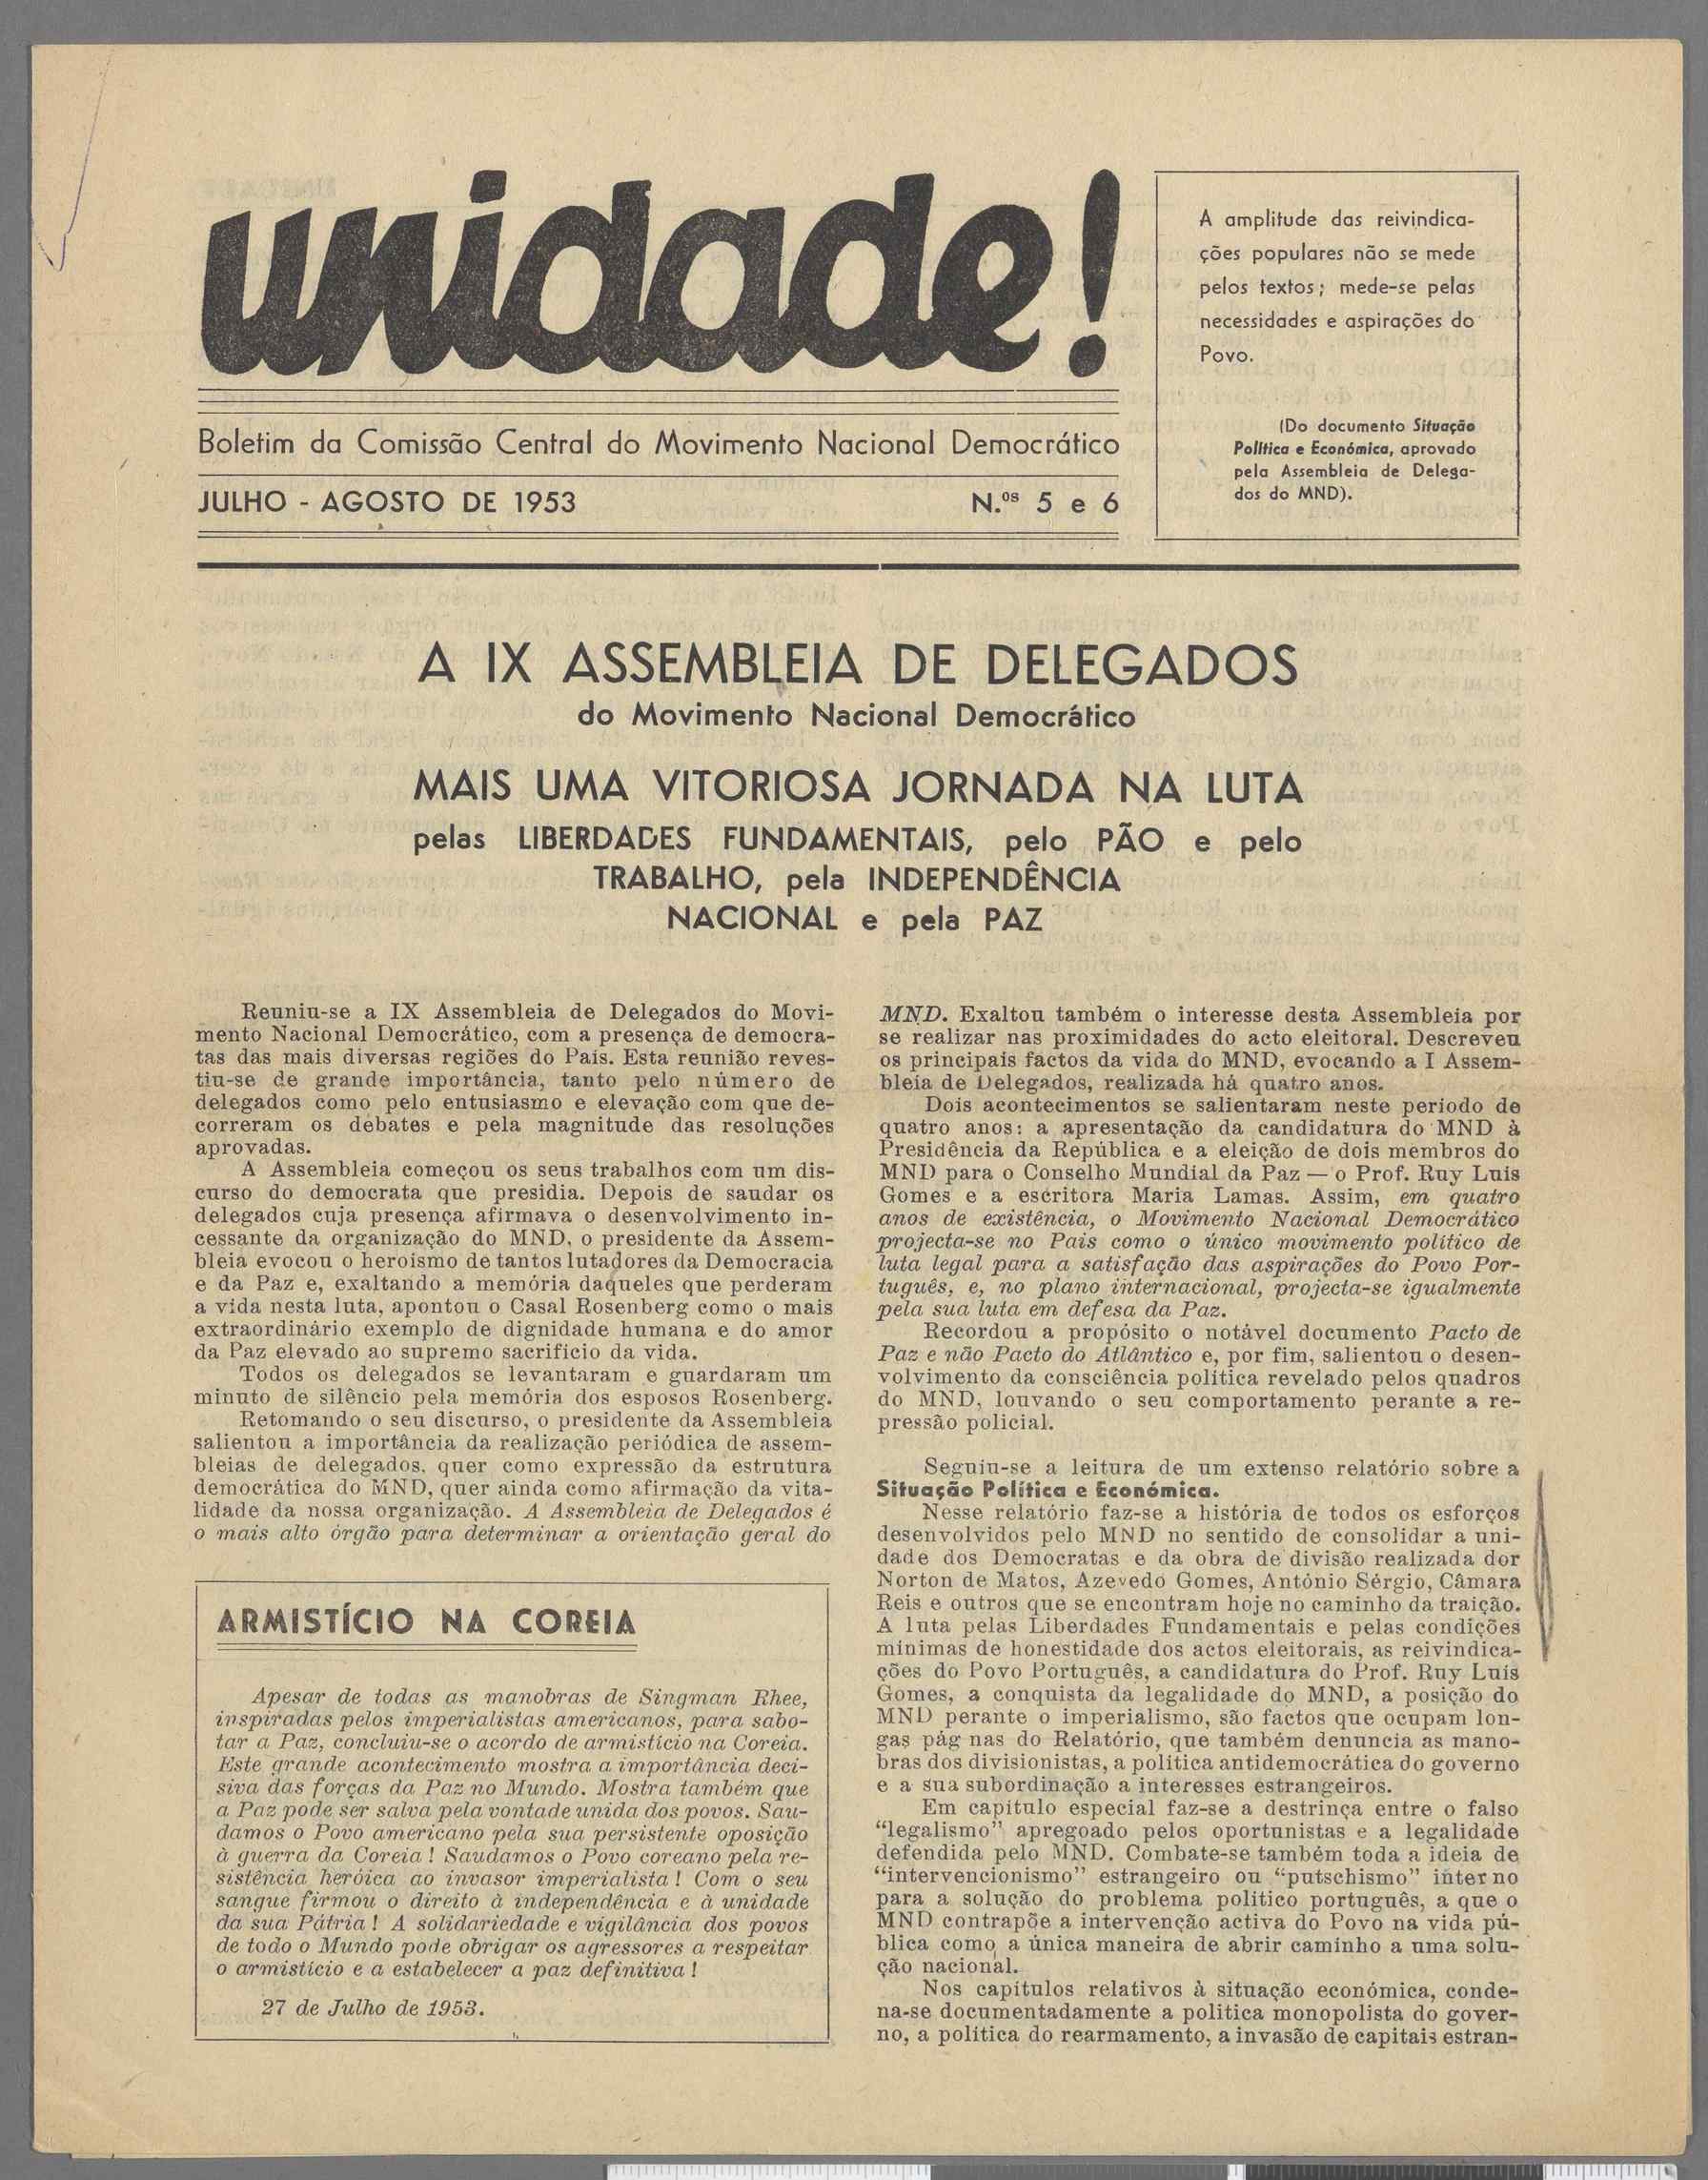 unidade!
Boletim da Comissão Central do Movimento Nacional Democrático
JULHO - AGOSTO DE 1953 N.os 5 e 6
A amplitude das reivindica-
ções populares não se mede
pelos textos; mede-se pelas
necessidades e aspirações do
Povo.
(Do documento Situação
Política e Económica, aprovado
pela Assembleia de Delega-
dos do MND).
A IX ASSEMBLEIA DE DELEGADOS
do Movimento Nacional Democrático
MAIS UMA VITORIOSA JORNADA NA LUTA
pelas LIBERDADES FUNDAMENTAIS, pelo PÃO e pelo
TRABALHO, pela INDEPENDÊNCIA
NACIONAL e pela PAZ
Reuniu-se a IX Assembleia de Delegados do Movi-
mento Nacional Democrático, com a presença de democra-
tas das mais diversas regiões do País. Esta reunião reves-
tiu-se de grande importância, tanto pelo número de
delegados como pelo entusiasmo e elevação com que de-
correram os debates e pela magnitude das resoluções
aprovadas.
A Assembleia começou os seus trabalhos com um dis-
curso do democrata que presidia. Depois de saudar os
delegados cuja presença afirmava o desenvolvimento in-
cessante da organização do MND, o presidente da Assem-
bleia evocou o heroismo de tantos lutadores da Democracia
e da Paz e, exaltando a memória daqueles que perderam
a vida nesta luta, apontou o Casal Rosenberg como o mais
extraordinário exemplo de dignidade humana e do amor
da Paz elevado ao supremo sacrificio da vida.
Todos os delegados se levantaram e guardaram um
minuto de silêncio pela memória dos esposos Rosenberg.
Retomando o seu discurso, o presidente da Assembleia
salientou a importância da realização periódica de assem-
bleias de delegados, quer como expressão da estrutura
democrática do MND, quer ainda como afirmação da vita-
lidade da nossa organização. A Assembleia de Delegados é
o mais alto órgão para determinar a orientação geral do
ARMISTÍCIO NA COREIA
Apesar de todas as manobras de Singman Rhee,
inspiradas pelos imperialistas americanos, para sabo-
tar a Paz, concluiu-se o acordo de armistício na Coreia.
Este grande acontecimento mostra a importância deci-
siva das forças da Paz no Mundo. Mostra também que
a Paz pode ser salva pela vontade unida dos povos. Sau-
damos o Povo americano pela sua persistente oposição
à guerra da Coreia ! Saudamos o Povo coreano pela re-
sistência heróica ao invasor imperialista ! Com o seu
sangue firmou o direito à independência e à unidade
da sua Pátria ! A solidariedade e vigilância dos povos
de todo o Mundo pode obrigar os agressores a respeitar
o armistício e a estabelecer a paz definitiva !
27 de Julho de 1953.
MND. Exaltou também o interesse desta Assembleia por
se realizar nas proximidades do acto eleitoral. Descreveu
os principais factos da vida do MND, evocando a I Assem-
bleia de Delegados, realizada há quatro anos.
Dois acontecimentos se salientaram neste periodo de
quatro anos: a apresentação da candidatura do MND à
Presidência da República e a eleição de dois membros do
MND para o Conselho Mundial da Paz — o Prof. Ruy Luis
Gomes e a escritora Maria Lamas. Assim, em quatro
anos de existência, o Movimento Nacional Democrático
projecta-se no Pais como o único movimento político de
luta legal para a satisfação das aspirações do Povo Por-
tuguês, e, no plano internacional, projecta-se igualmente
pela sua luta em defesa da Paz.
Recordou a propósito o notável documento Pacto de
Paz e não Pacto do Atlântico e, por fim, salientou o desen-
volvimento da consciência política revelado pelos quadros
do MND, louvando o seu comportamento perante a re-
pressão policial.
Seguiu-se a leitura de um extenso relatório sobre a
Situação Política e Económica.
Nesse relatório faz-se a história de todos os esforços
desenvolvidos pelo MND no sentido de consolidar a uni-
dade dos Democratas e da obra de divisão realizada dor
Norton de Matos, Azevedo Gomes, António Sérgio, Câmara
Reis e outros que se encontram hoje no caminho da traição.
A luta pelas Liberdades Fundamentais e pelas condições
mínimas de honestidade dos actos eleitorais, as reivindica-
ções do Povo Português, a candidatura do Prof. Ruy Luís
Gomes, a conquista da legalidade do MND, a posição do
MND perante o imperialismo, são factos que ocupam lon-
gas pág nas do Relatório, que também denuncia as mano-
bras dos divisionistas, a política antidemocrática do governo
e a sua subordinação a interesses estrangeiros.
Em capítulo especial faz-se a destrinça entre o falso
“legalismo” apregoado pelos oportunistas e a legalidade
defendida pelo MND. Combate-se também toda a ideia de
“intervencionismo” estrangeiro ou “putschismo” interno
para a solução do problema politico português, a que o
MND contrapõe a intervenção activa do Povo na vida pú-
blica como a única maneira de abrir caminho a uma solu-
ção nacional.
Nos capítulos relativos à situação económica, conde-
na-se documentadamente a politica monopolista do gover-
no, a política do rearmamento, a invasão de capitais estran-